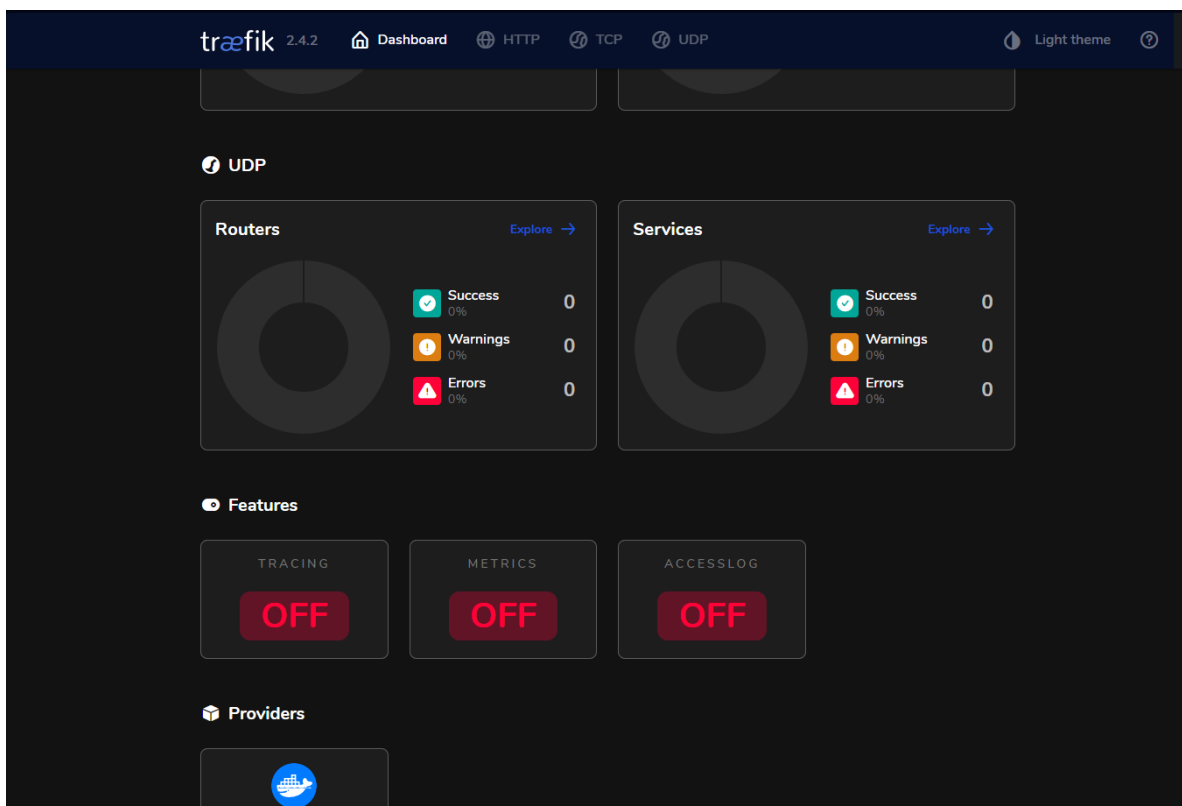 træfik 2.4.2 Dashboard HTTP TCP UDP Light theme
UDP
Routers Explore
Success 0
0%
Warnings 0
0%
Errors 0
0%
Services Explore
Success 0
0%
Warnings 0
0%
Errors 0
0%
Features
TRACING
OFF
METRICS
OFF
ACCESSLOG
OFF
Providers